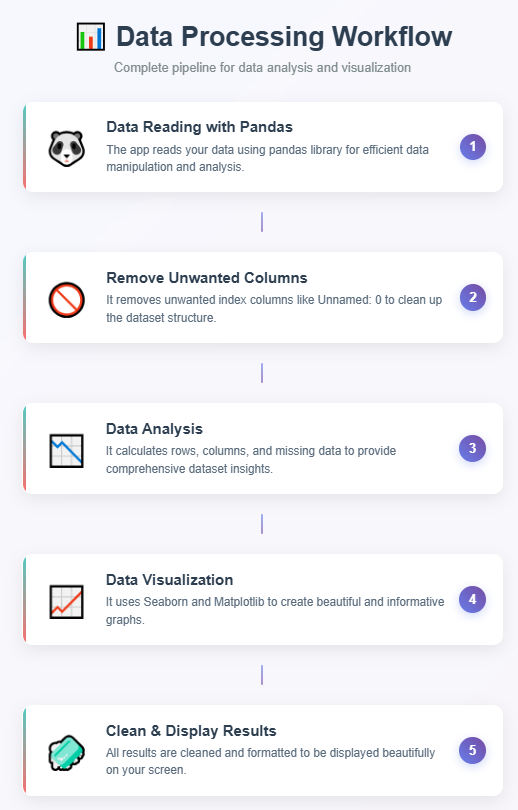 Data Processing Workflow
Complete pipeline for data analysis and visualization
Data Reading with Pandas
The app reads your data using pandas library for efficient data
manipulation and analysis.
1
Remove Unwanted Columns
It removes unwanted index columns like Unnamed: 0 to clean up
the dataset structure.
2
Data Analysis
It calculates rows, columns, and missing data to provide
comprehensive dataset insights.
3
Data Visualization
It uses Seaborn and Matplotlib to create beautiful and informative
graphs.
4
Clean & Display Results
All results are cleaned and formatted to be displayed beautifully
on your screen.
5